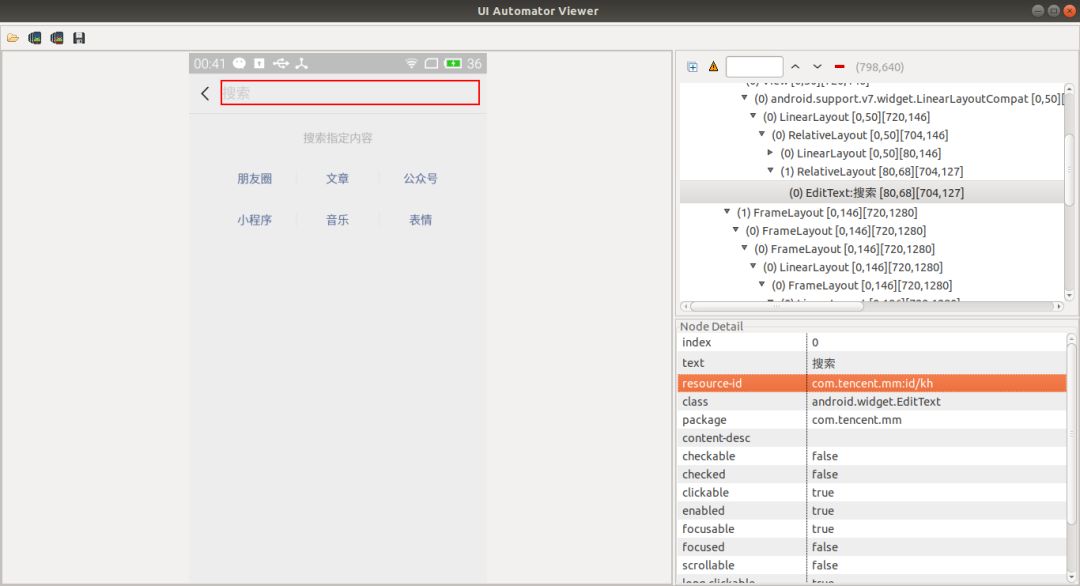 UI Automator Viewer
00:41
36
搜索
搜索指定内容
朋友圈 文章 公众号
小程序 音乐 表情
(798,640)
(0) View [0,50][720,146]
(0) android.support.v7.widget.LinearLayoutCompat [0,50][
(0) LinearLayout [0,50][720,146]
(0) RelativeLayout [0,50][704,146]
(0) LinearLayout [0,50][80,146]
(1) RelativeLayout [80,68][704,127]
(0) EditText:搜索 [80,68][704,127]
(1) FrameLayout [0,146][720,1280]
(0) FrameLayout [0,146][720,1280]
(0) FrameLayout [0,146][720,1280]
(0) LinearLayout [0,146][720,1280]
(0) FrameLayout [0,146][720,1280]
Node Detail
index 0
text 搜索
resource-id com.tencent.mm:id/kh
class android.widget.EditText
package com.tencent.mm
content-desc
checkable false
checked false
clickable true
enabled true
focusable true
focused false
scrollable false
long-clickable true